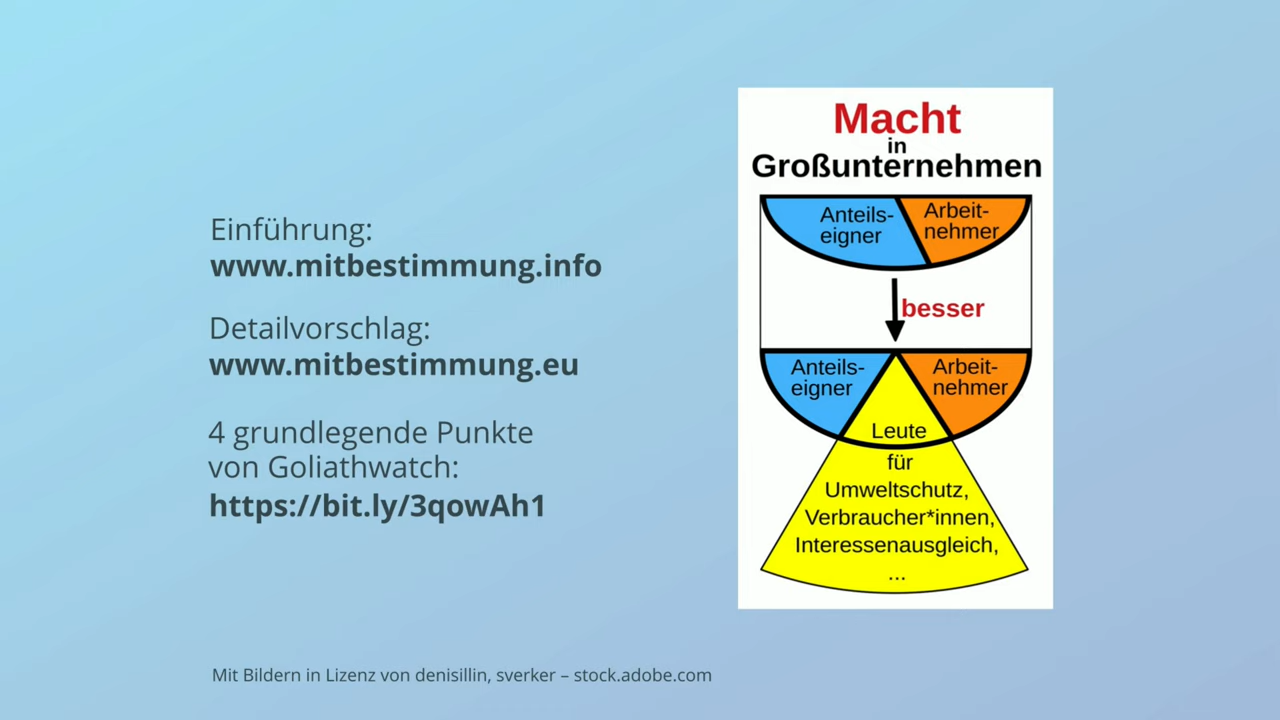 Einführung:
www.mitbestimmung.info
Detailvorschlag:
www.mitbestimmung.eu
4 grundlegende Punkte
von Goliathwatch:
https://bit.ly/3qowAh1
Macht
in
Großunternehmen
Anteils-
eigner
Arbeit-
nehmer
besser
Anteils-
eigner
Arbeit-
nehmer
Leute
für
Umweltschutz,
Verbraucher*innen,
Interessenausgleich,
...
Mit Bildern in Lizenz von denisillin, sverker – stock.adobe.com